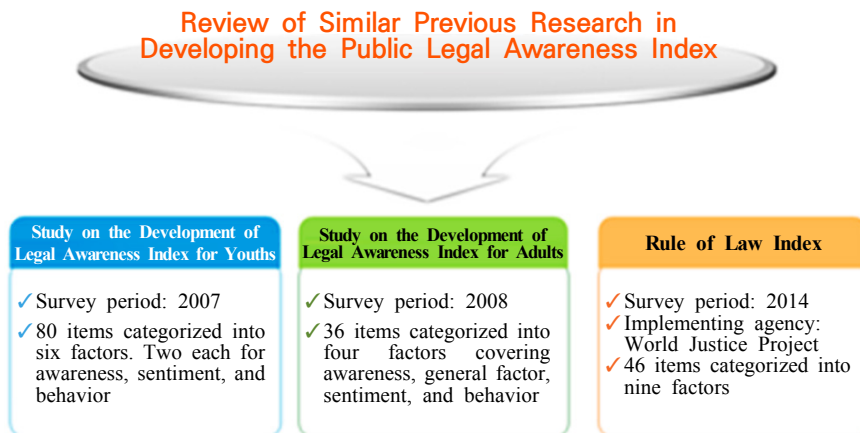 Review of Similar Previous Research in
Developing the Public Legal Awareness Index
Study on the Development of
Legal Awareness Index for Youths
✓Survey period: 2007
✓80 items categorized into
six factors. Two each for
awareness, sentiment, and
behavior
Study on the Development of
Legal Awareness Index for Adults
✓Survey period: 2008
✓36 items categorized into
four factors covering
awareness, general factor,
sentiment, and behavior
Rule of Law Index
✓Survey period: 2014
✓Implementing agency:
World Justice Project
✓46 items categorized into
nine factors